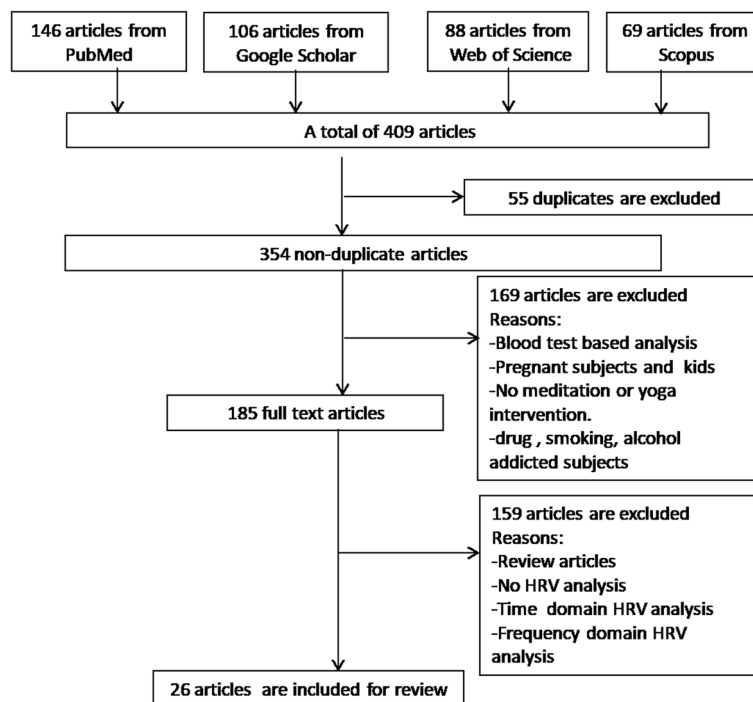 146 articles from
PubMed
106 articles from
Google Scholar
88 articles from
Web of Science
69 articles from
Scopus
A total of 409 articles
55 duplicates are excluded
354 non-duplicate articles
169 articles are excluded
Reasons:
-Blood test based analysis
-Pregnant subjects and kids
-No meditation or yoga
intervention.
-drug , smoking, alcohol
addicted subjects
185 full text articles
159 articles are excluded
Reasons:
-Review articles
-No HRV analysis
-Time domain HRV analysis
-Frequency domain HRV
analysis
26 articles are included for review